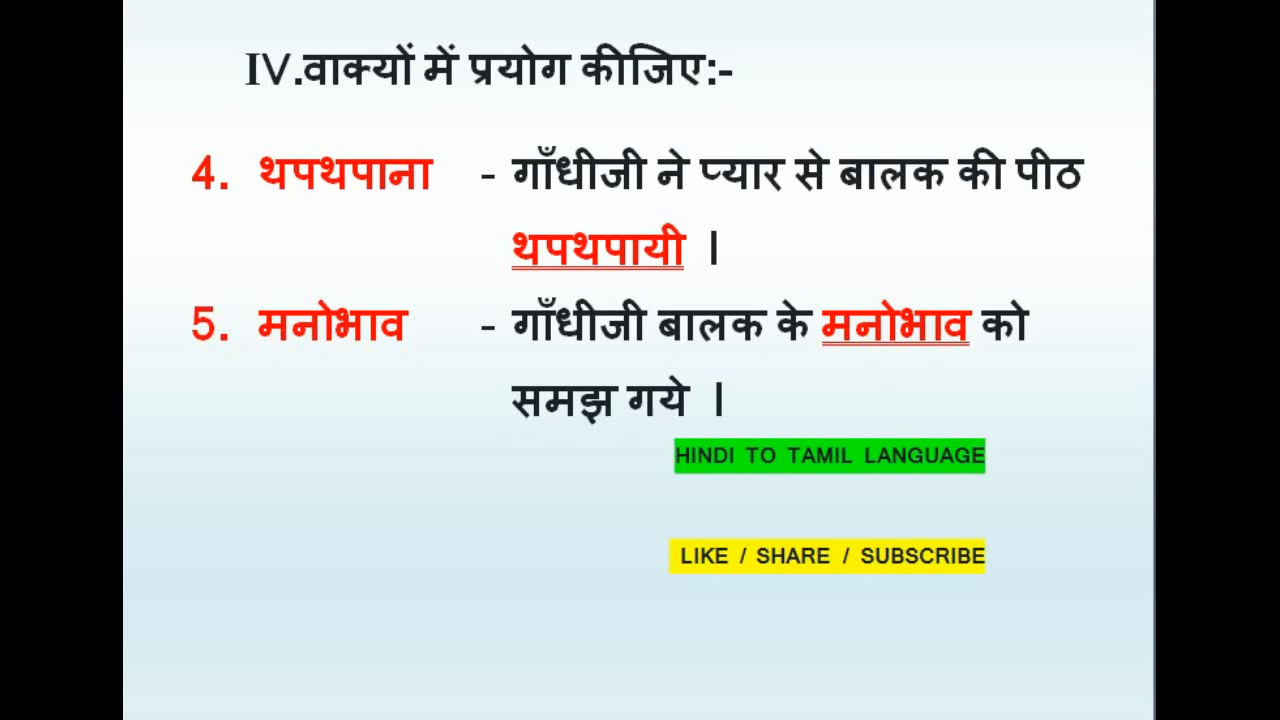 IV.वाक्यों में प्रयोग कीजिए:-
4. थपथपाना - गाँधीजी ने प्यार से बालक की पीठ
थपथपायी ।
5. मनोभाव - गाँधीजी बालक के मनोभाव को
समझ गये ।
HINDI TO TAMIL LANGUAGE
LIKE / SHARE / SUBSCRIBE